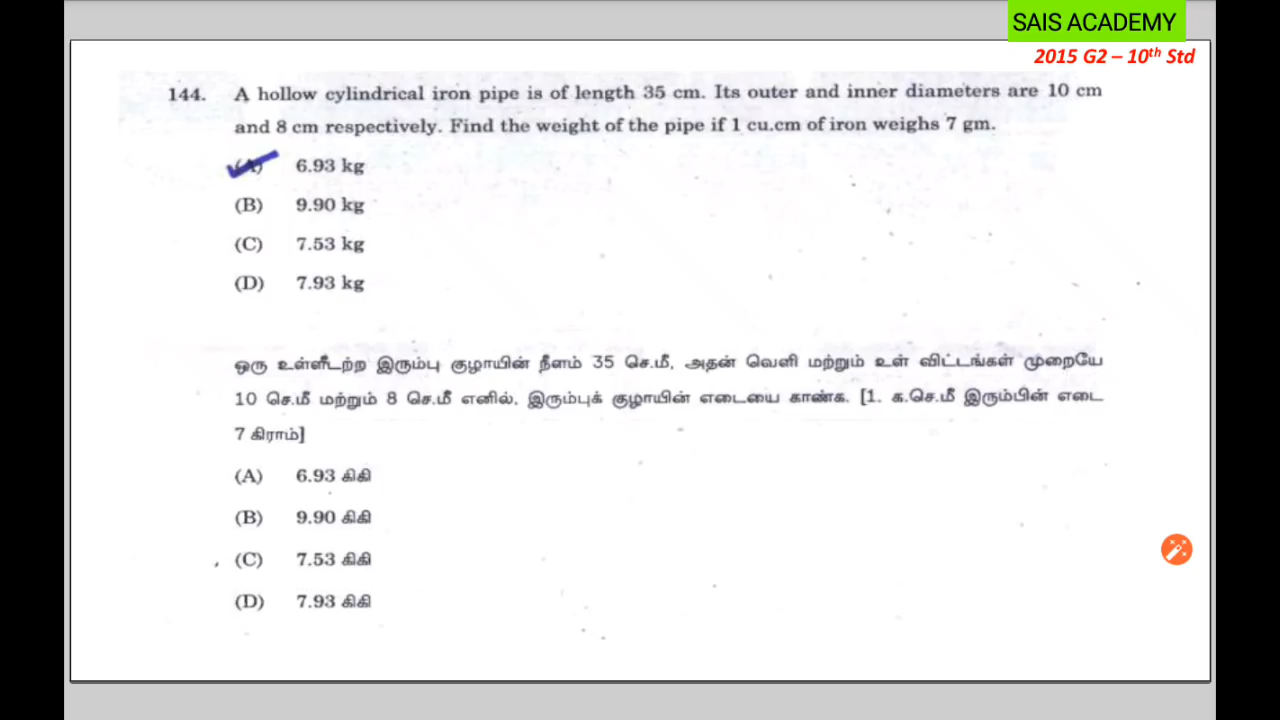 SAIS ACADEMY
2015 G2 – 10th Std
144. A hollow cylindrical iron pipe is of length 35 cm. Its outer and inner diameters are 10 cm
and 8 cm respectively. Find the weight of the pipe if 1 cu.cm of iron weighs 7 gm.
(A) 6.93 kg
(B) 9.90 kg
(C) 7.53 kg
(D) 7.93 kg
ஒரு உள்ளீடற்ற இரும்பு குழாயின் நீளம் 35 செ.மீ, அதன் வெளி மற்றும் உள் விட்டங்கள் முறையே
10 செ.மீ மற்றும் 8 செ.மீ எனில், இரும்புக் குழாயின் எடையை காண்க. [1. க.செ.மீ இரும்பின் எடை
7 கிராம்]
(A) 6.93 கிகி
(B) 9.90 கிகி
(C) 7.53 கிகி
(D) 7.93 கிகி